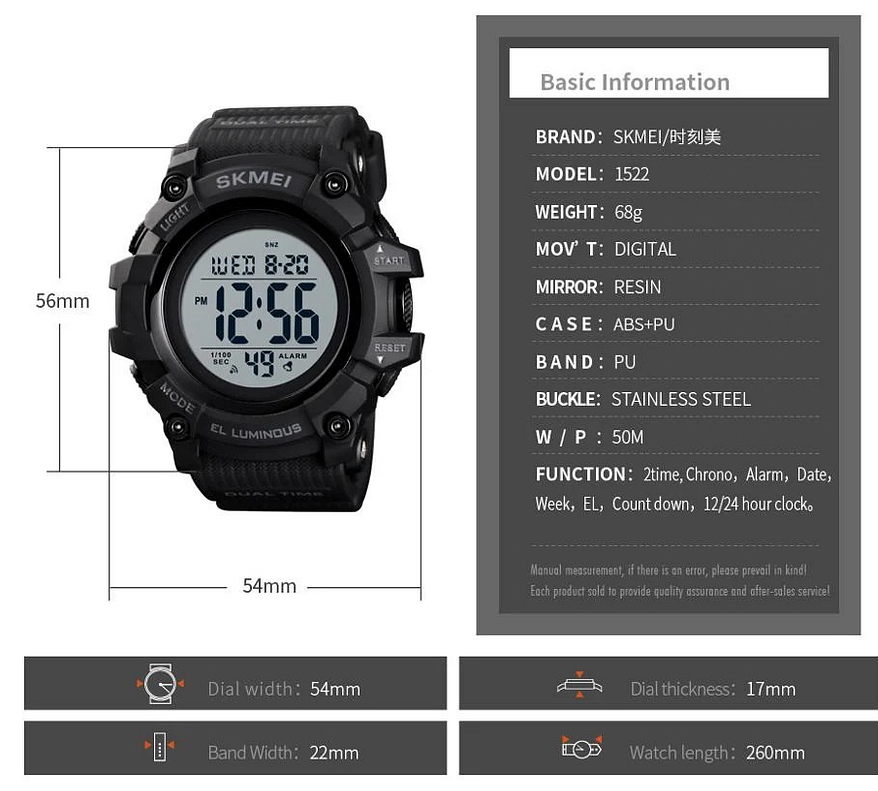 DUAL TIME
SKMEI
LIGHT
START
SNZ
WED 8-20
PM 12:56
1/100 SEC 49 ALARM
RESET
MODE
EL LUMINOUS
DUAL TIME
56mm
54mm
Basic Information
BRAND: SKMEI/时刻美
MODEL: 1522
WEIGHT: 68g
MOV' T: DIGITAL
MIRROR: RESIN
CASE: ABS+PU
BAND: PU
BUCKLE: STAINLESS STEEL
W / P : 50M
FUNCTION: 2time, Chrono, Alarm, Date,
Week, EL, Count down, 12/24 hour clock。
Manual measurement, if there is an error, please prevail in kind!
Each product sold to provide quality assurance and after-sales service!
Dial width: 54mm
Dial thickness: 17mm
Band Width: 22mm
Watch length: 260mm